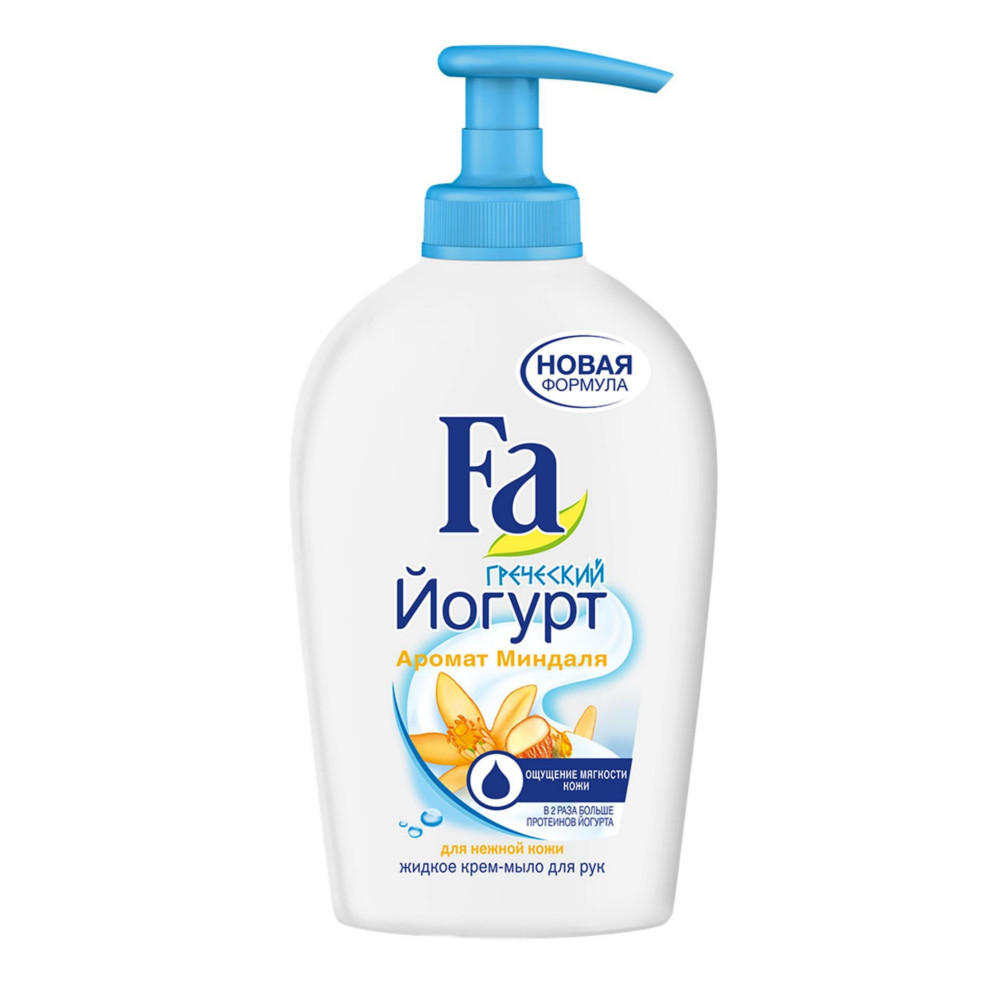 НОВАЯ
ФОРМУЛА
Fa
ГРЕЧЕСКИЙ
Йогурт
Аромат Миндаля
ОЩУЩЕНИЕ МЯГКОСТИ
КОЖИ
В 2 РАЗА БОЛЬШЕ
ПРОТЕИНОВ ЙОГУРТА
для нежной кожи
жидкое крем-мыло для рук